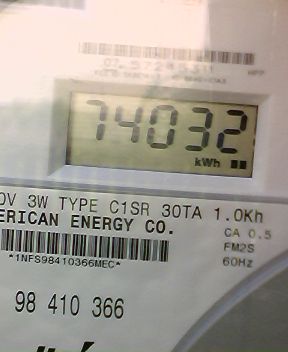 74032
kWh
0V 3W TYPE C1SR 30TA 1.0Kh
ERICAN ENERGY CO.
CA 0.5
FM2S
*1NFS98410366MEC*
60Hz
98 410 366